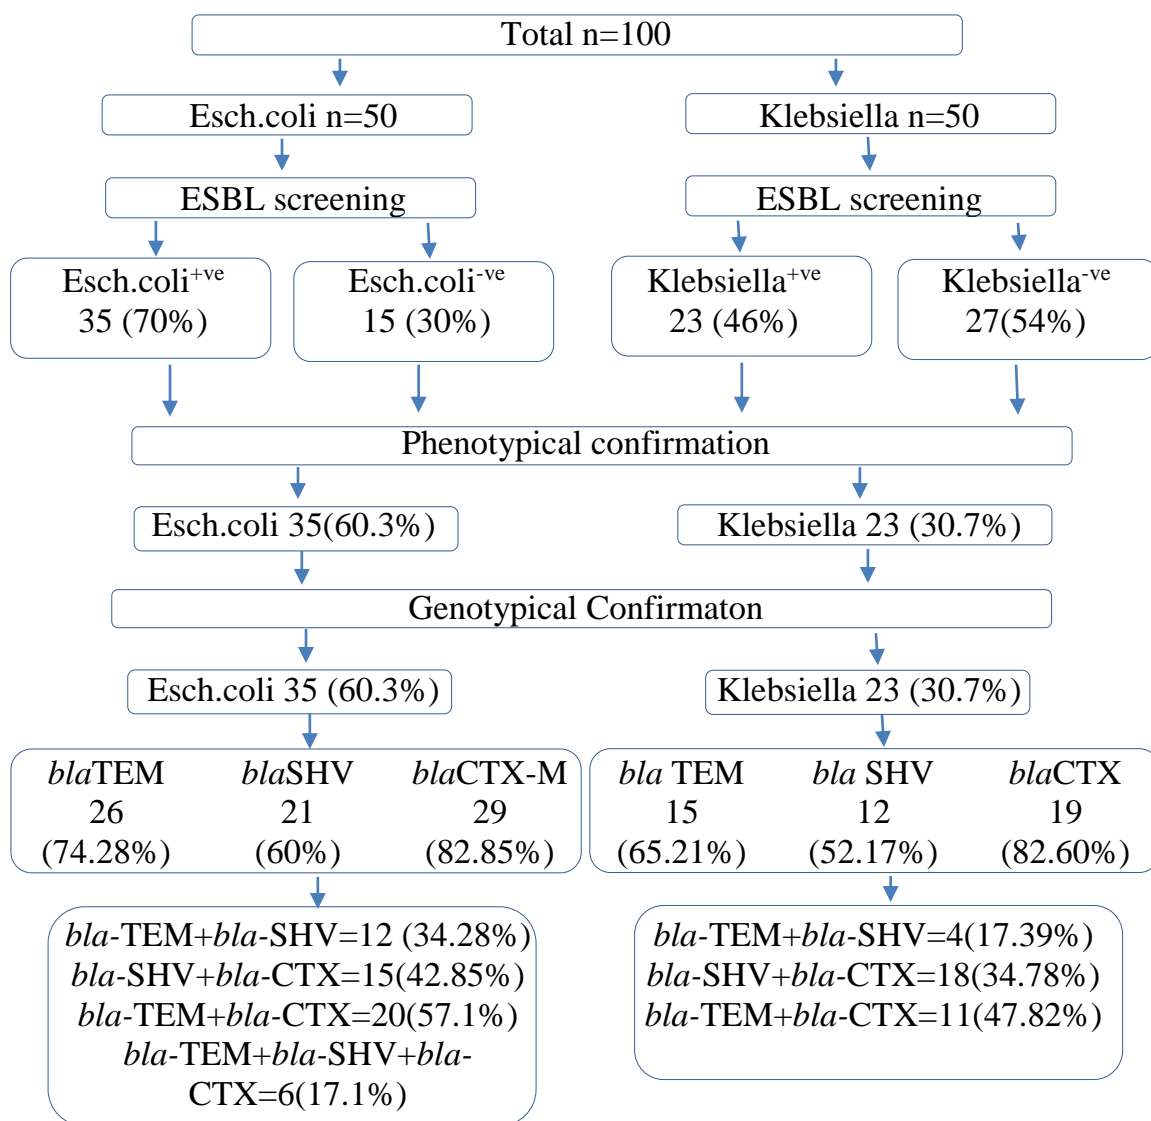 Total n=100
Esch.coli n=50
Klebsiella n=50
ESBL screening
ESBL screening
Esch.coli+ve
35 (70%)
Esch.coli-ve
15 (30%)
Klebsiella+ve
23 (46%)
Klebsiella-ve
27(54%)
Phenotypical confirmation
Esch.coli 35(60.3%)
Klebsiella 23 (30.7%)
Genotypical Confirmaton
Esch.coli 35 (60.3%)
Klebsiella 23 (30.7%)
blaTEM blaSHV blaCTX-M
26 21 29
(74.28%) (60%) (82.85%)
bla TEM bla SHV blaCTX
15 12 19
(65.21%) (52.17%) (82.60%)
bla-TEM+bla-SHV=12 (34.28%)
bla-SHV+bla-CTX=15(42.85%)
bla-TEM+bla-CTX=20(57.1%)
bla-TEM+bla-SHV+bla-
CTX=6(17.1%)
bla-TEM+bla-SHV=4(17.39%)
bla-SHV+bla-CTX=18(34.78%)
bla-TEM+bla-CTX=11(47.82%)